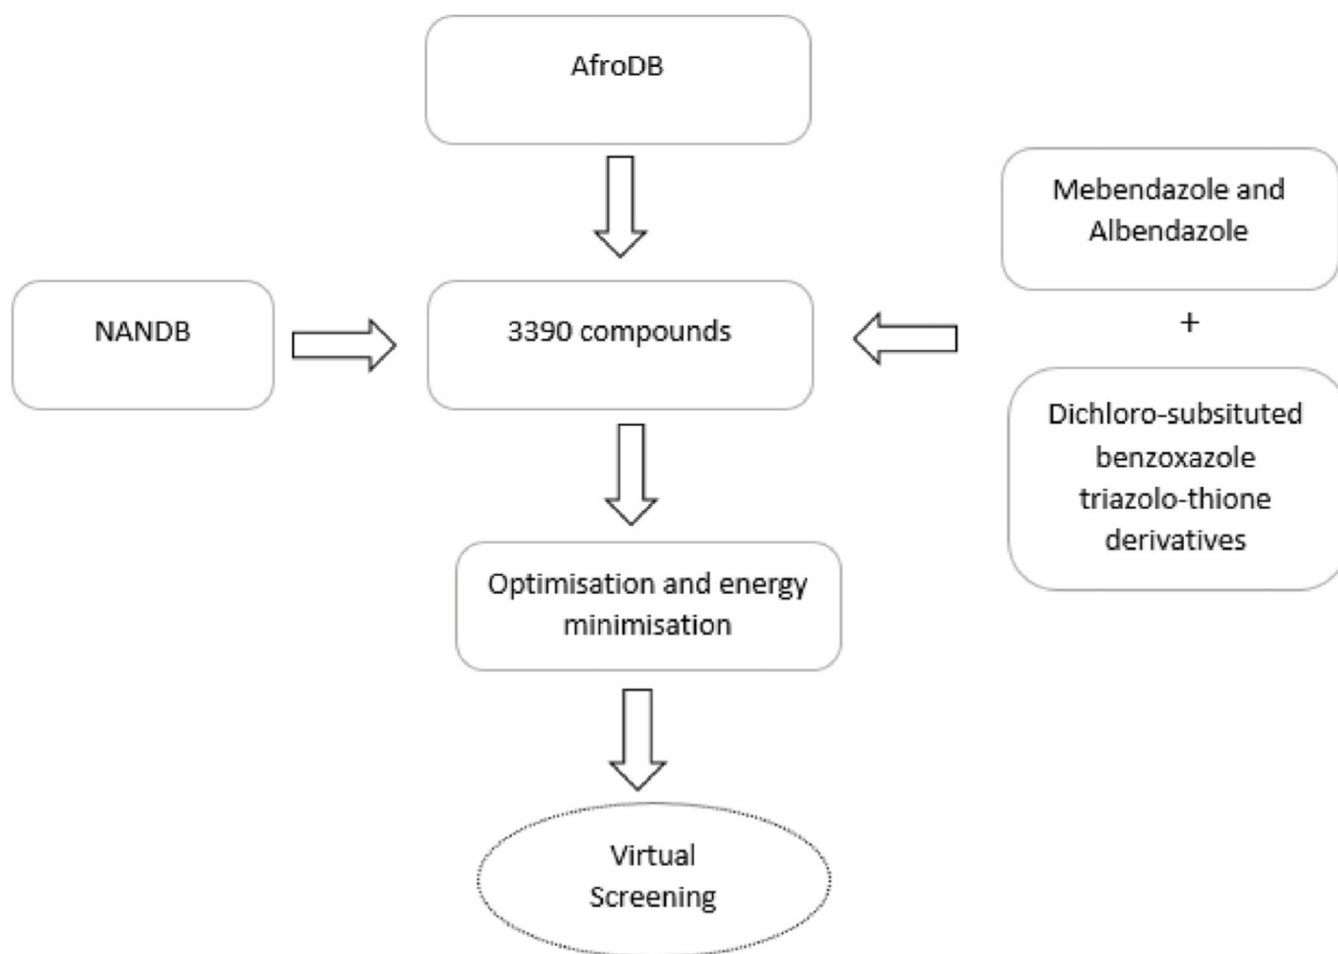 AfroDB
Mebendazole and
Albendazole
NANDB
3390 compounds
+
Dichloro-subsituted
benzoxazole
triazolo-thione
derivatives
Optimisation and energy
minimisation
Virtual
Screening